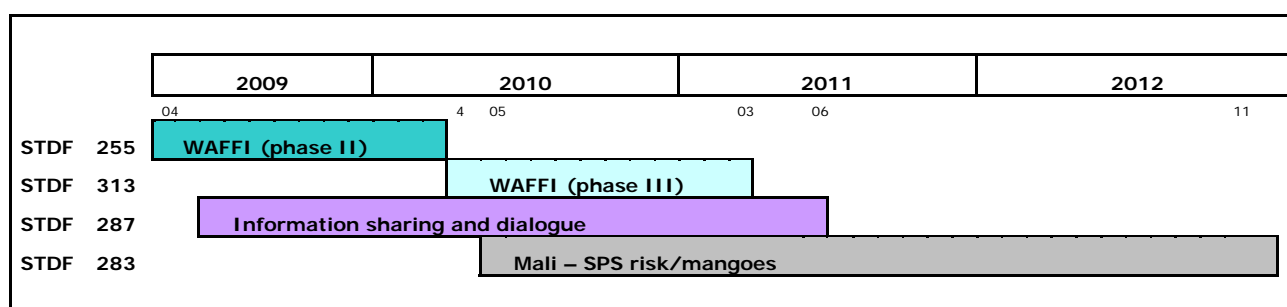 2009 2010 2011 2012
04 4 05 03 06 11
STDF 255 WAFFI (phase II)
STDF 313 WAFFI (phase III)
STDF 287 Information sharing and dialogue
STDF 283 Mali – SPS risk/mangoes